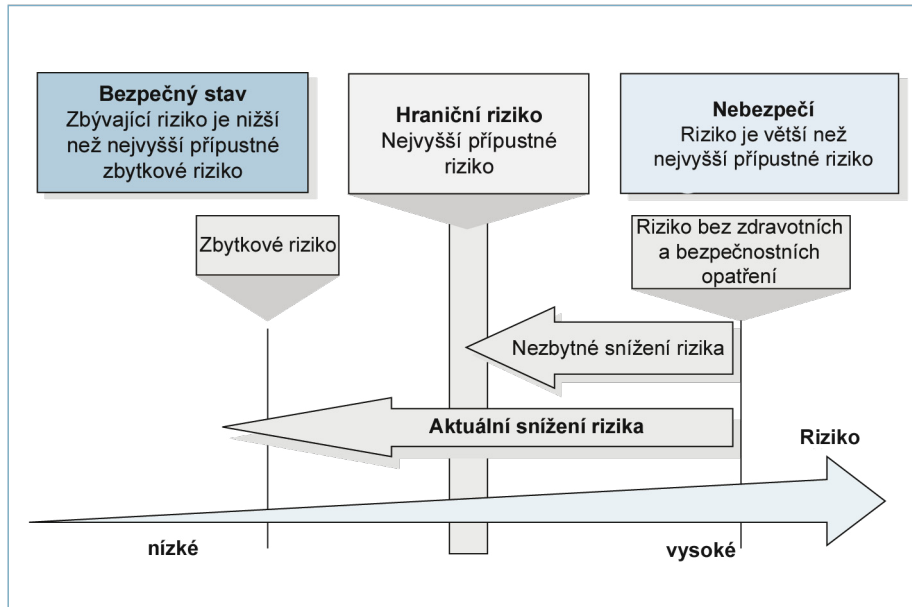 Bezpečný stav
Zbývající riziko je nižší
než nejvyšší přípustné
zbytkové riziko
Hraniční riziko
Nejvyšší přípustné
riziko
Nebezpečí
Riziko je větší než
nejvyšší přípustné riziko
Zbytkové riziko
Riziko bez zdravotních
a bezpečnostních
opatření
Nezbytné snížení rizika
Aktuální snížení rizika
Riziko
nízké
vysoké